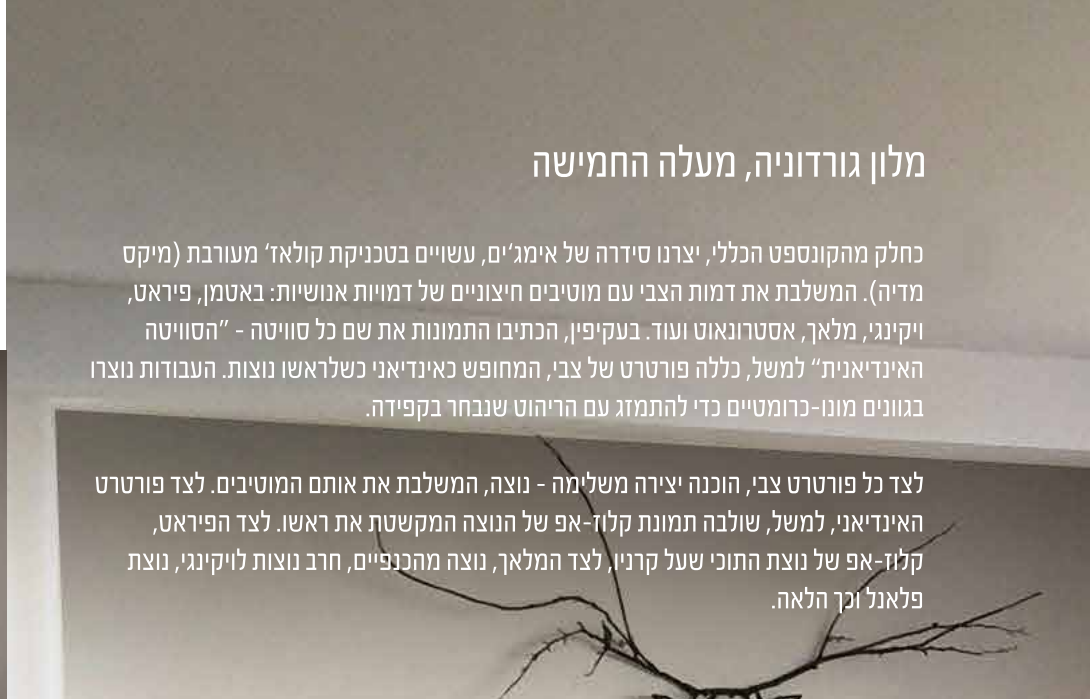 מלון גורדוניה, מעלה החמישה
כחלק מהקונספט הכללי, יצרנו סידרה של אימג'ים, עשויים בטכניקת קולאז' מעורבת (מיקס
מדיה). המשלבת את דמות הצבי עם מוטיבים חיצוניים של דמויות אנושיות: באטמן, פיראט,
ויקינגי, מלאך, אסטרונאוט ועוד. בעקיפין, הכתיבו התמונות את שם כל סוויטה - "הסוויטה
האינדיאנית" למשל, כללה פורטרט של צבי, המחופש כאינדיאני כשלראשו נוצות. העבודות נוצרו
בגוונים מונו-כרומטיים כדי להתמזג עם הריהוט שנבחר בקפידה.
לצד כל פורטרט צבי, הוכנה יצירה משלימה - נוצה, המשלבת את אותם המוטיבים. לצד פורטרט
האינדיאני, למשל, שולבה תמונת קלוז-אפ של הנוצה המקשטת את ראשו. לצד הפיראט,
קלוז-אפ של נוצת התוכי שעל קרניו, לצד המלאך, נוצה מהכנפיים, חרב נוצות לויקינגי, נוצת
פלאנל וכך הלאה.